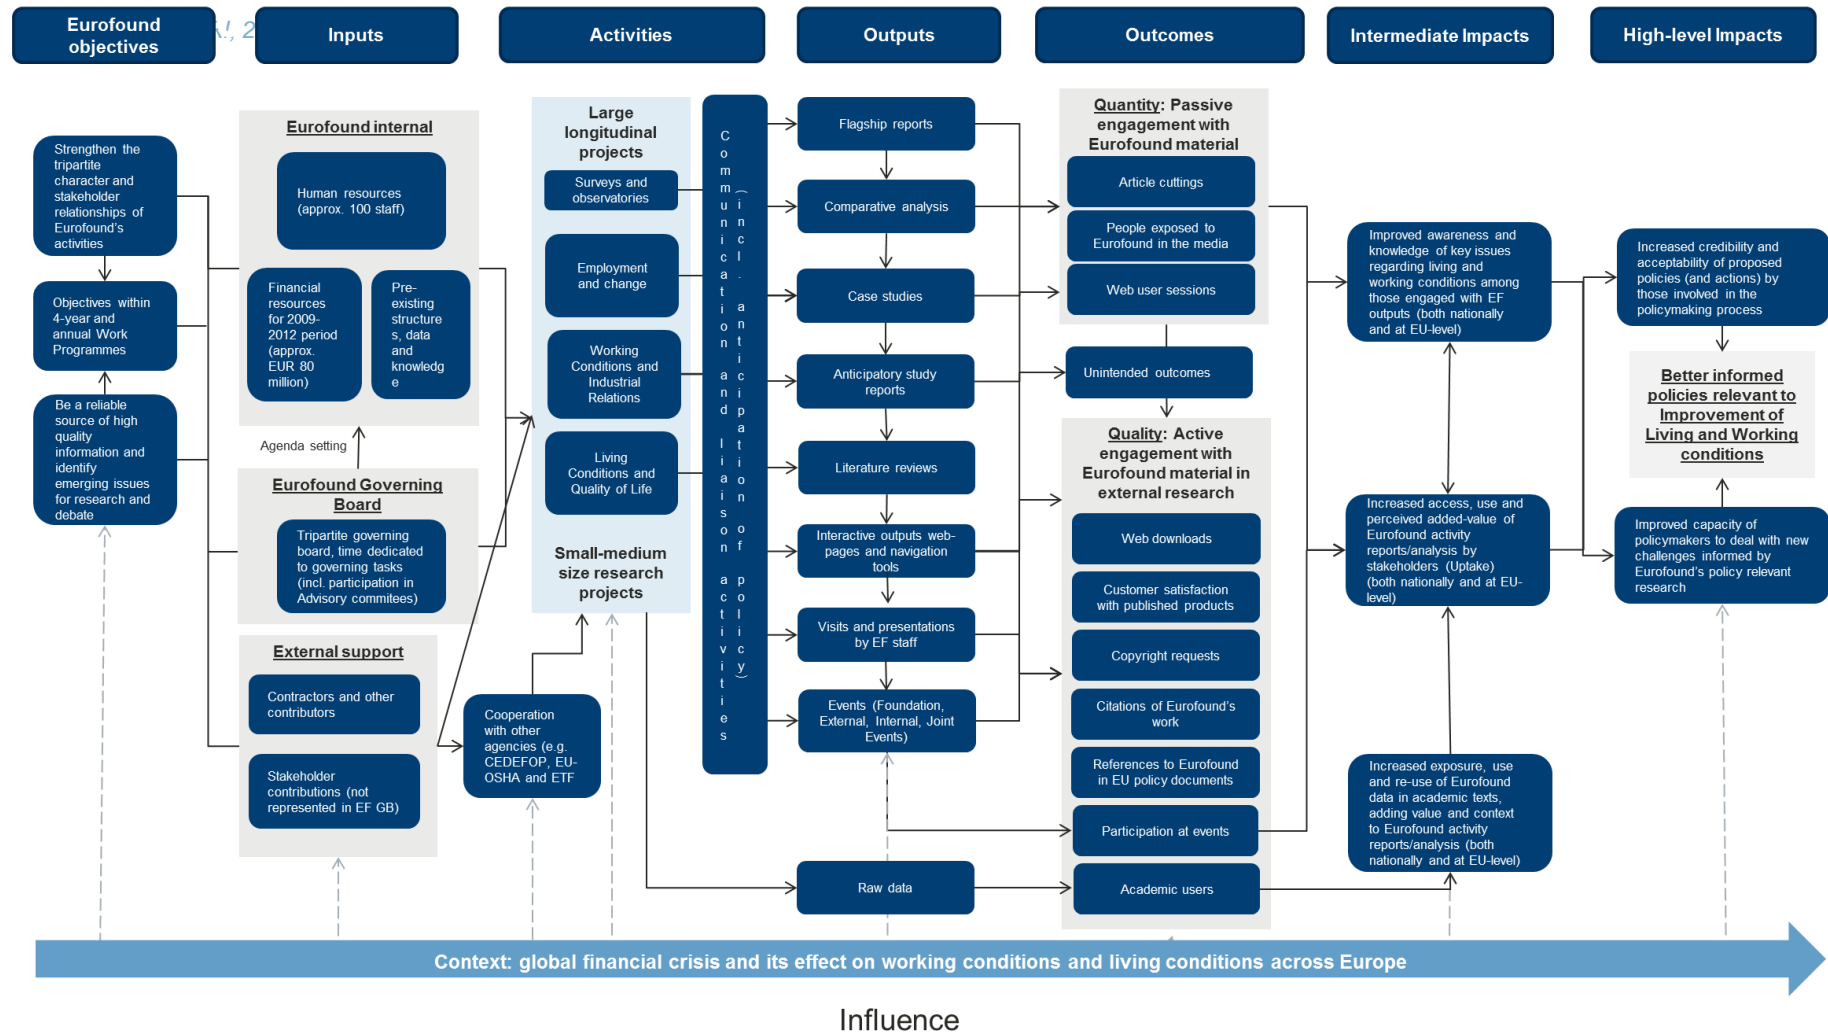 Eurofound
objectives
Inputs
Activities
Outputs
Outcomes
Intermediate Impacts
High-level Impacts
Strengthen the
tripartite
character and
stakeholder
relationships of
Eurofound's
activities
Objectives within
4-year and
annual Work
Programmes
Be a reliable
source of high
quality
information and
identify
emerging issues
for research and
debate
Eurofound internal
Human resources
(approx. 100 staff)
Financial
resources
for 2009-
2012 period
(approx.
EUR 80
million)
Pre-
existing
structure
s, data
and
knowledg
e
Agenda setting
Eurofound Governing
Board
Tripartite governing
board, time dedicated
to governing tasks
(incl. participation in
Advisory commitees)
External support
Contractors and other
contributors
Stakeholder
contributions (not
represented in EF GB)
Cooperation
with other
agencies (e.g.
CEDEFOP, EU-
OSHA and ETF
Large
longitudinal
projects
Surveys and
observatories
Employment
and change
Working
Conditions and
Industrial
Relations
Living
Conditions and
Quality of Life
Small-medium
size research
projects
Communication and liaison activities
(incl. anticipation of policy)
Flagship reports
Comparative analysis
Case studies
Anticipatory study
reports
Literature reviews
Interactive outputs web-
pages and navigation
tools
Visits and presentations
by EF staff
Events (Foundation,
External, Internal, Joint
Events)
Raw data
Quantity: Passive
engagement with
Eurofound material
Article cuttings
People exposed to
Eurofound in the media
Web user sessions
Unintended outcomes
Quality: Active
engagement with
Eurofound material in
external research
Web downloads
Customer satisfaction
with published products
Copyright requests
Citations of Eurofound's
work
References to Eurofound
in EU policy documents
Participation at events
Academic users
Improved awareness and
knowledge of key issues
regarding living and
working conditions among
those engaged with EF
outputs (both nationally
and at EU-level)
Increased access, use and
perceived added-value of
Eurofound activity
reports/analysis by
stakeholders (Uptake)
(both nationally and at EU-
level)
Increased exposure, use
and re-use of Eurofound
data in academic texts,
adding value and context
to Eurofound activity
reports/analysis (both
nationally and at EU-level)
Increased credibility and
acceptability of proposed
policies (and actions) by
those involved in the
policymaking process
Better informed
policies relevant to
Improvement of
Living and Working
conditions
Improved capacity of
policymakers to deal with new
challenges informed by
Eurofound's policy relevant
research
Context: global financial crisis and its effect on working conditions and living conditions across Europe
Influence